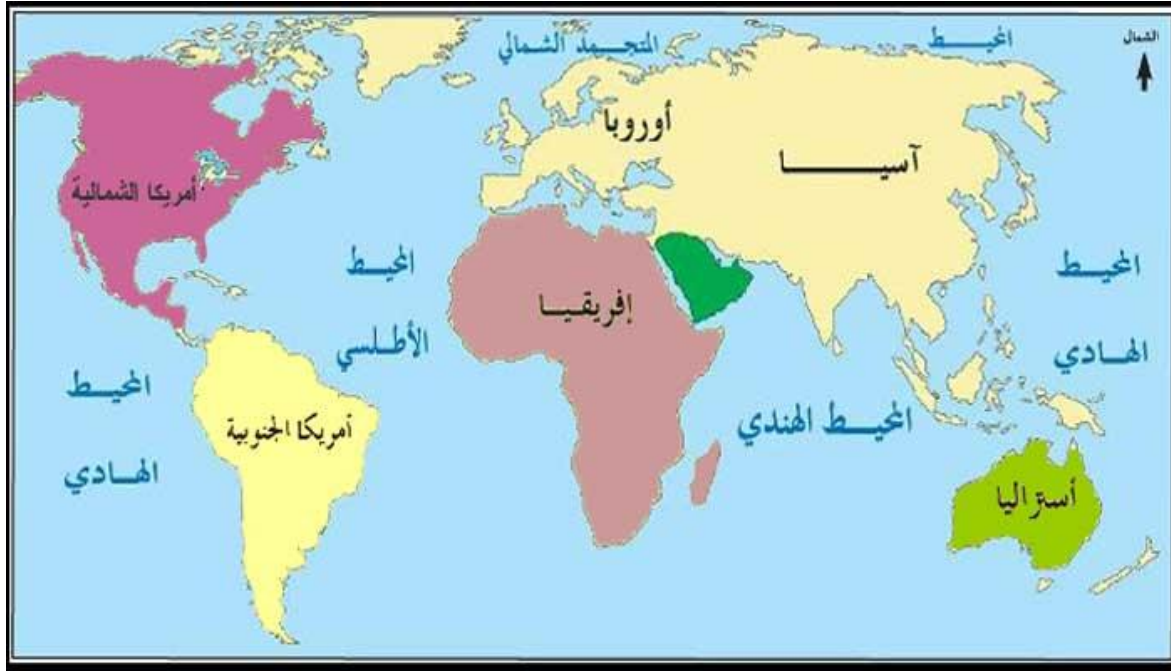 المحيط
المتجمد الشمالي
الشمال
أوروبا
آسيا
أمريكا الشمالية
المحيط
الأطلسي
إفريقيا
المحيط
الهادي
المحيط
الهادي
أمريكا الجنوبية
المحيط الهندي
أستراليا